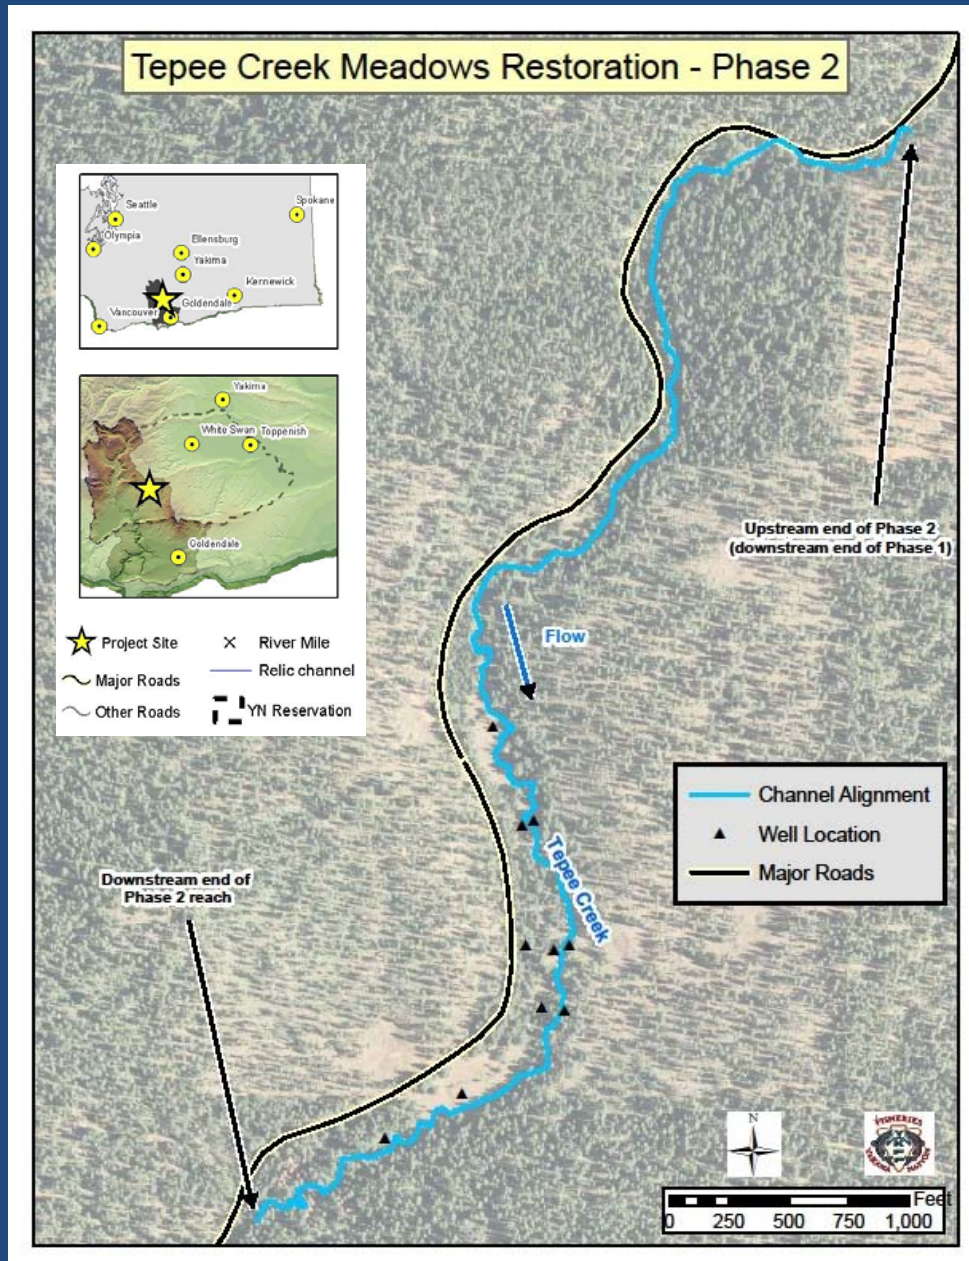 Tepee Creek Meadows Restoration - Phase 2
Seattle
Spokane
Olympia
Ellensburg
Yakima
Kennewick
Goldendale
Vancouver
Yakima
White Swan
Toppenish
Goldendale
Project Site
River Mile
Relic channel
Major Roads
Other Roads
YN Reservation
Upstream end of Phase 2
(downstream end of Phase 1)
Flow
Channel Alignment
Well Location
Major Roads
Tepee Creek
Downstream end of
Phase 2 reach
N
FISHERIES
YAKAMA NATION
Feet
0 250 500 750 1,000